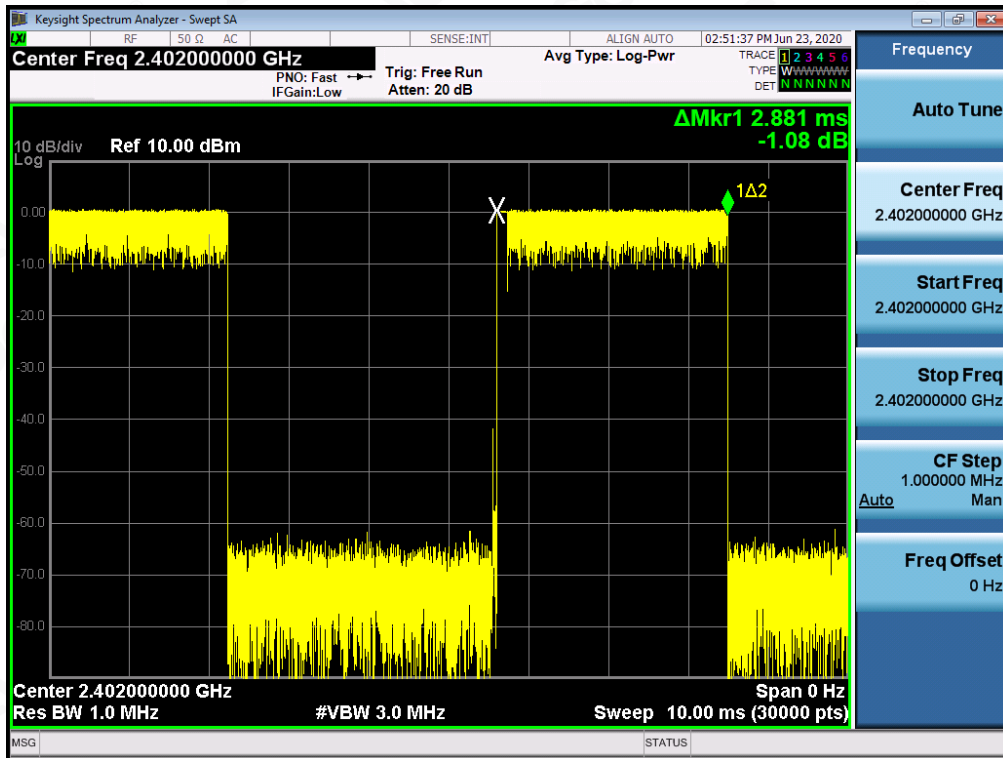 Keysight Spectrum Analyzer - Swept SA
LXI RF 50 Ω AC SENSE:INT ALIGN AUTO 02:51:37 PM Jun 23, 2020
Center Freq 2.402000000 GHz
PNO: Fast
IFGain:Low
Trig: Free Run
Atten: 20 dB
Avg Type: Log-Pwr
TRACE 1 2 3 4 5 6
TYPE WWWWWW
DET N N N N N N
ΔMkr1 2.881 ms
-1.08 dB
10 dB/div Ref 10.00 dBm
Log
1Δ2
0.00
-10.0
-20.0
-30.0
-40.0
-50.0
-60.0
-70.0
-80.0
Center 2.402000000 GHz Span 0 Hz
Res BW 1.0 MHz #VBW 3.0 MHz Sweep 10.00 ms (30000 pts)
MSG STATUS
Frequency
Auto Tune
Center Freq
2.402000000 GHz
Start Freq
2.402000000 GHz
Stop Freq
2.402000000 GHz
CF Step
1.000000 MHz
Auto Man
Freq Offset
0 Hz